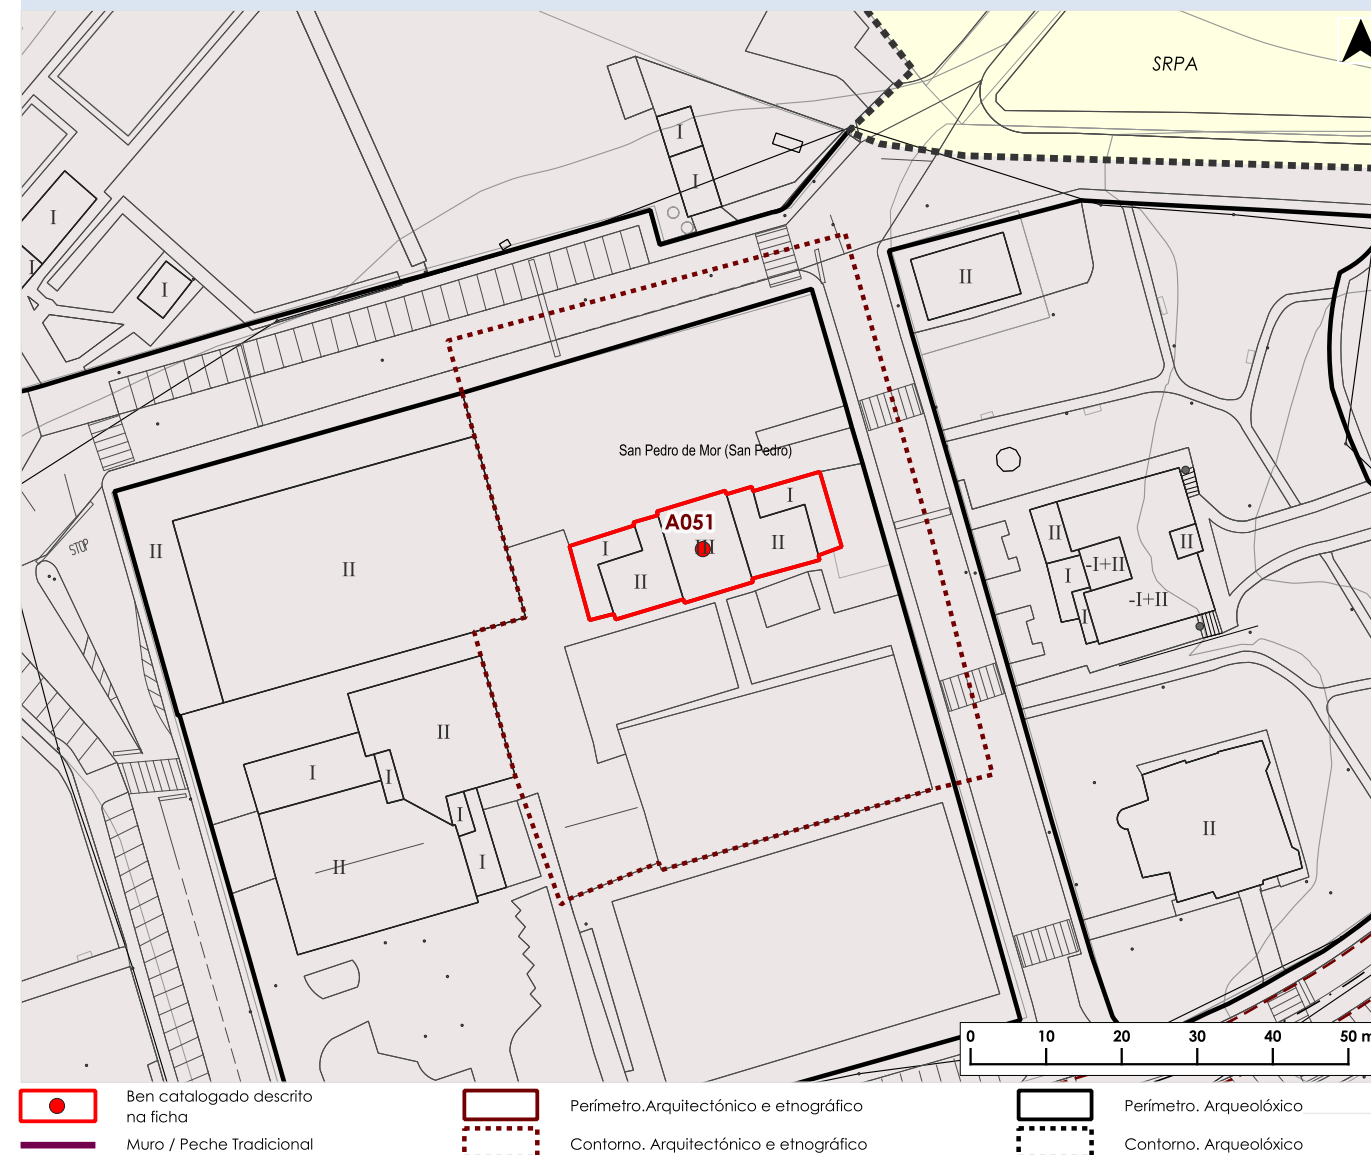 SRPA
I
I
I
I
I
II
San Pedro de Mor (San Pedro)
A051
I
I
III
II
II
STOP
II
II
II
-I+II
II
I
-I+II
I
II
I
I
I
II
I
II
0 10 20 30 40 50 m
Ben catalogado descrito
na ficha
Perímetro.Arquitectónico e etnográfico
Perímetro. Arqueolóxico
Muro / Peche Tradicional
Contorno. Arquitectónico e etnográfico
Contorno. Arqueolóxico